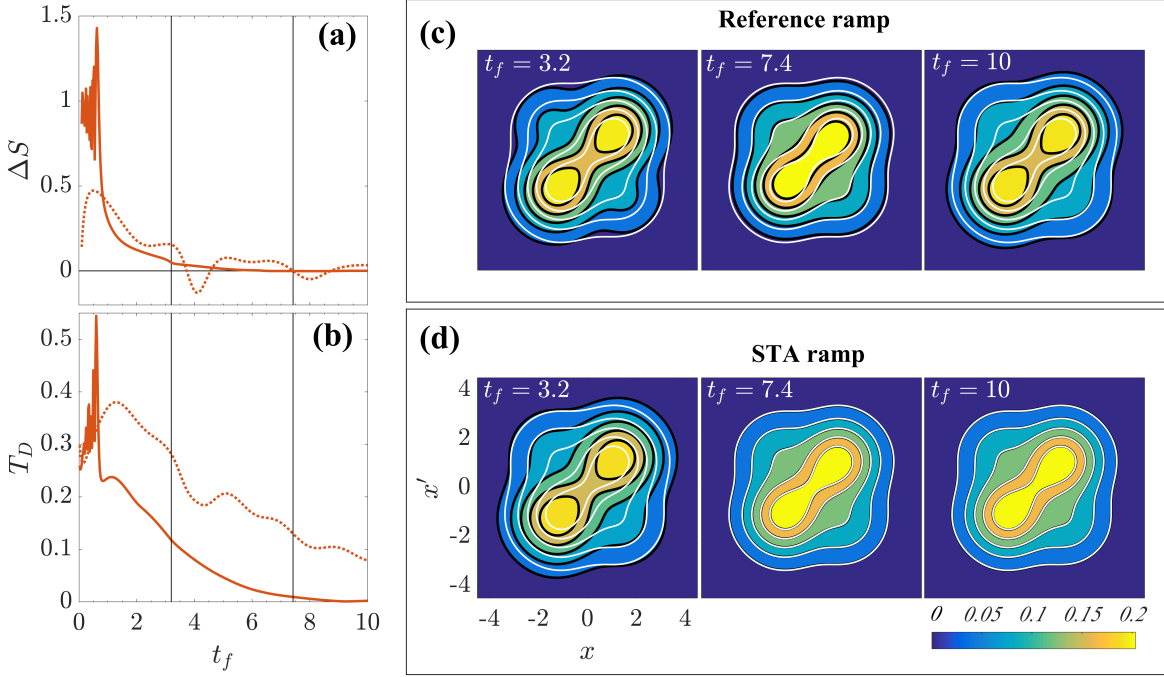 (a)
1.5
1
0.5
0
ΔS
(b)
0.5
0.4
0.3
0.2
0.1
0
T_D
0 2 4 6 8 10
t_f
(c)
Reference ramp
t_f = 3.2
t_f = 7.4
t_f = 10
(d)
STA ramp
t_f = 3.2
t_f = 7.4
t_f = 10
4
2
0
-2
-4
x′
-4 -2 0 2 4
x
0 0.05 0.1 0.15 0.2